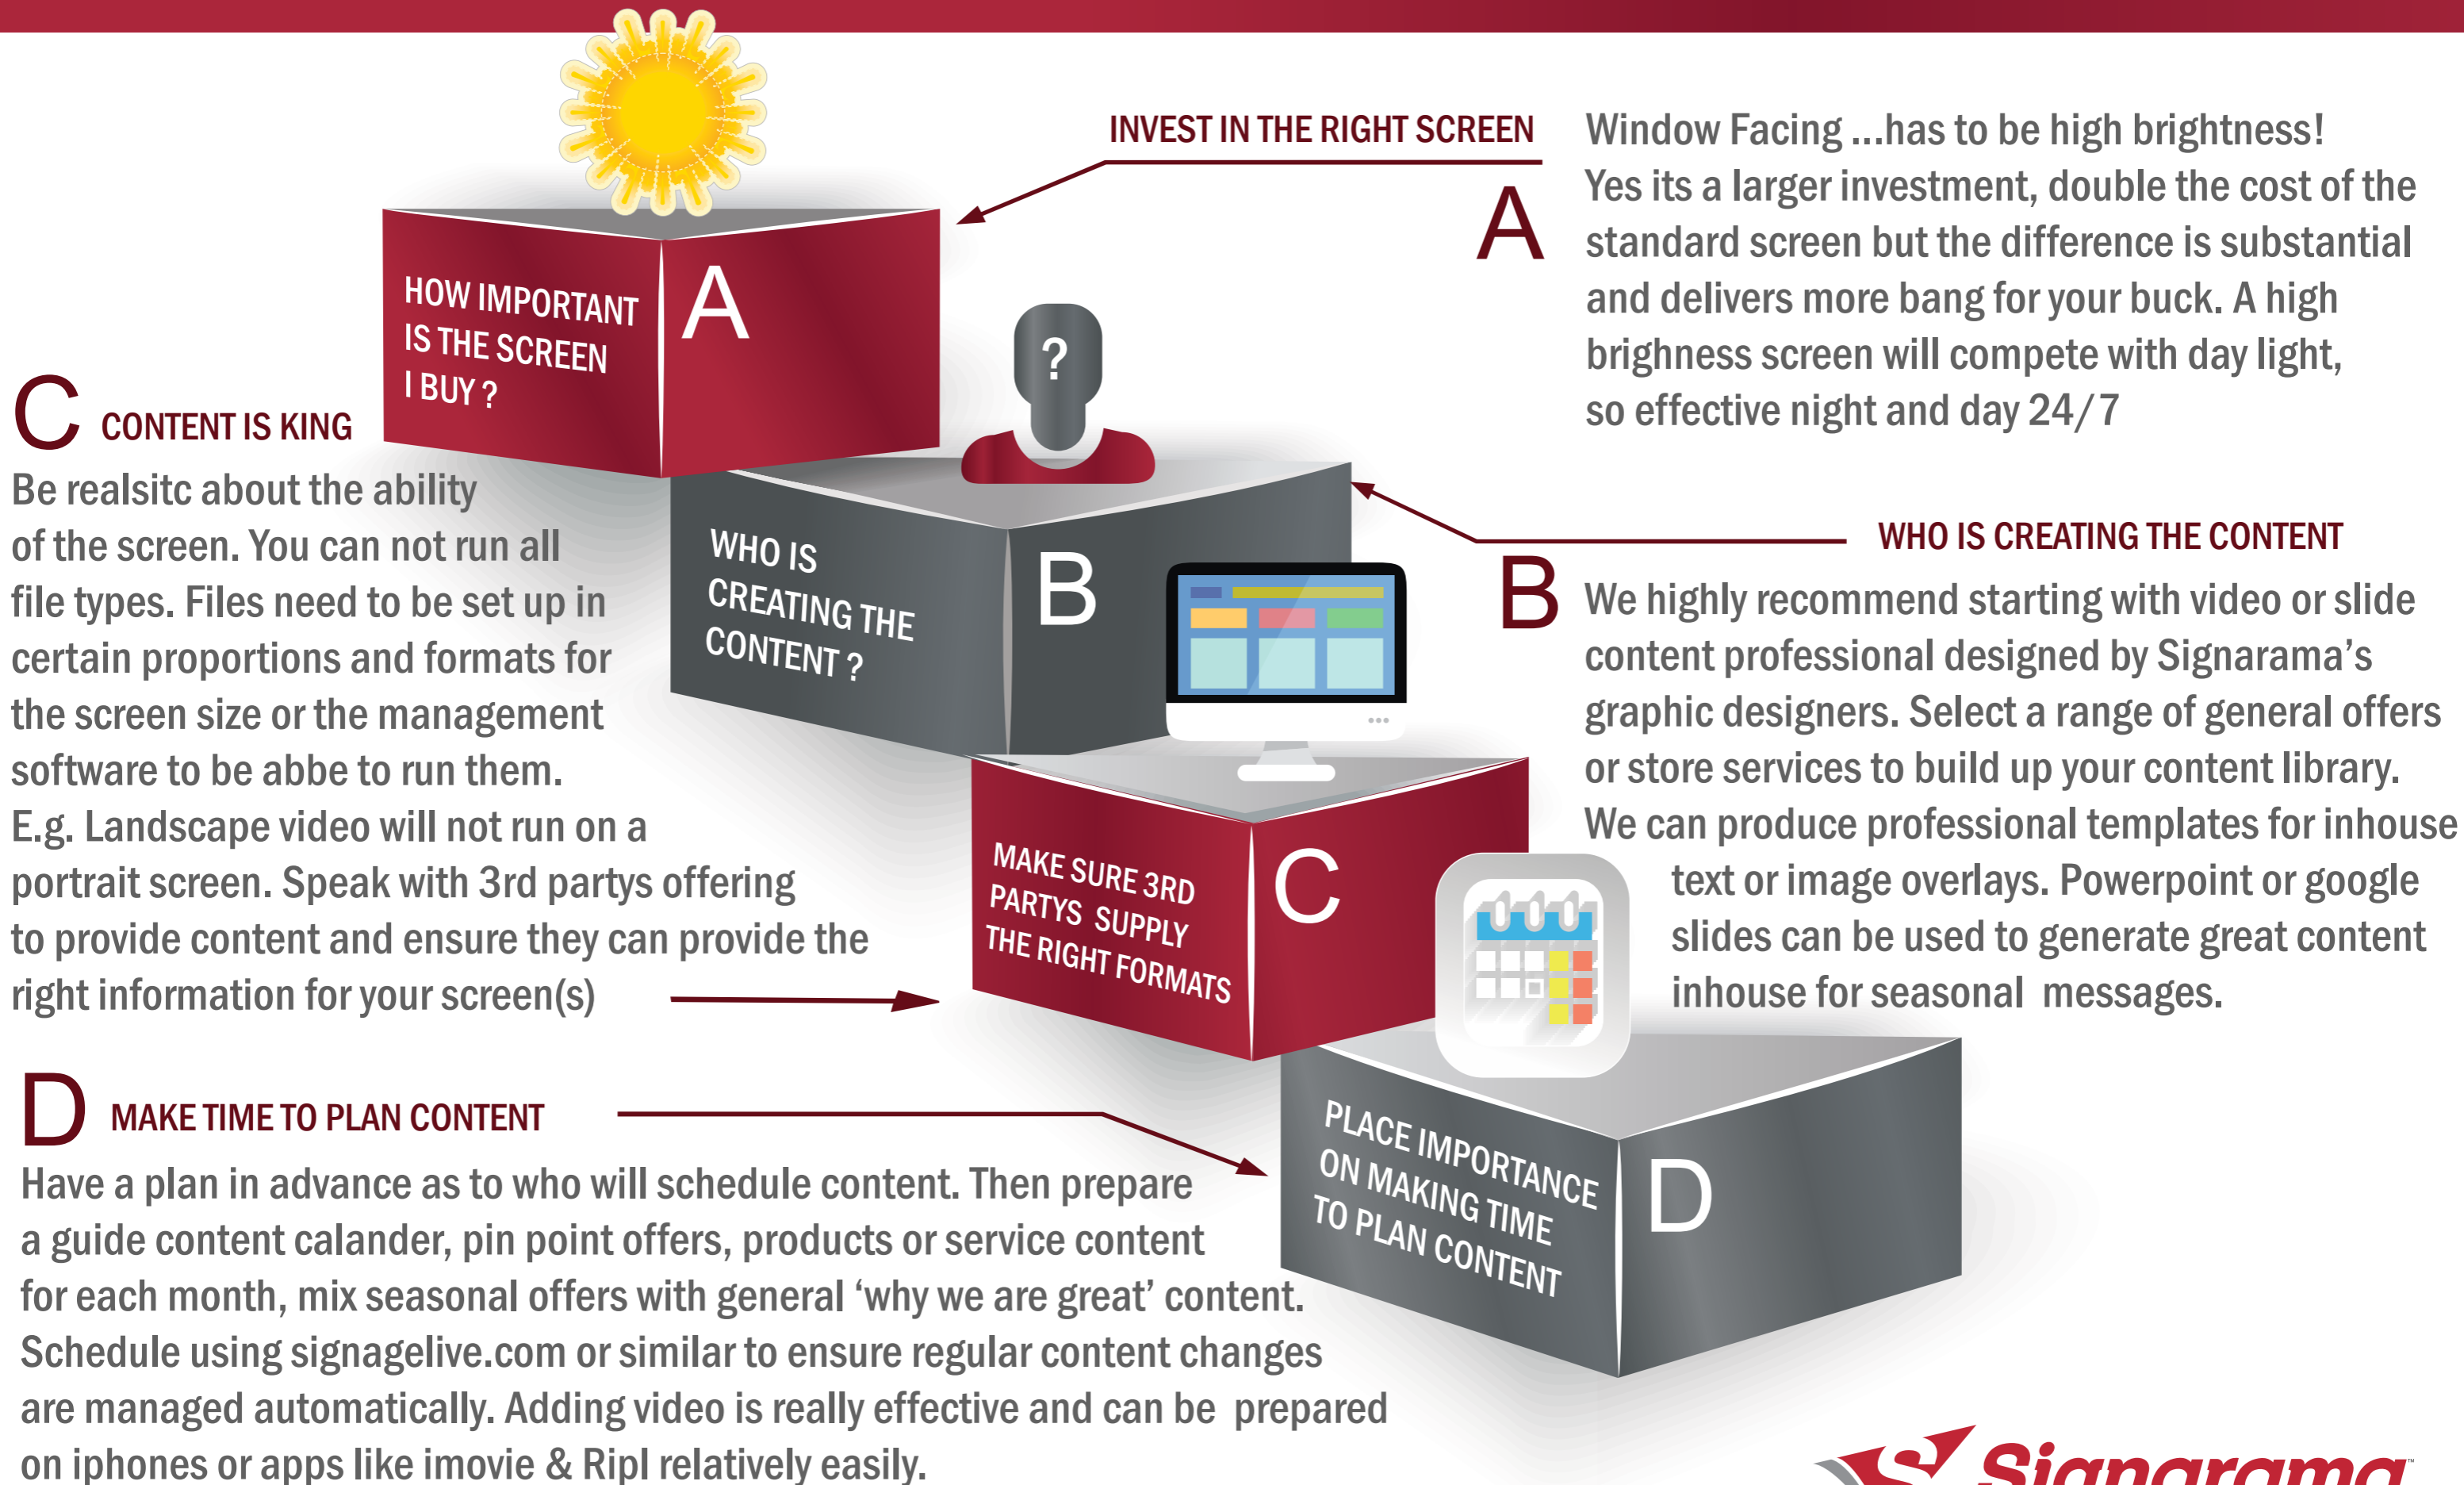 INVEST IN THE RIGHT SCREEN
A
Window Facing ...has to be high brightness!
Yes its a larger investment, double the cost of the
standard screen but the difference is substantial
and delivers more bang for your buck. A high
brighness screen will compete with day light,
so effective night and day 24/7
HOW IMPORTANT
IS THE SCREEN
I BUY ?
A
?
WHO IS
CREATING THE
CONTENT ?
B
WHO IS CREATING THE CONTENT
B
We highly recommend starting with video or slide
content professional designed by Signarama's
graphic designers. Select a range of general offers
or store services to build up your content library.
We can produce professional templates for inhouse
text or image overlays. Powerpoint or google
slides can be used to generate great content
inhouse for seasonal messages.
C CONTENT IS KING
Be realsitc about the ability
of the screen. You can not run all
file types. Files need to be set up in
certain proportions and formats for
the screen size or the management
software to be abbe to run them.
E.g. Landscape video will not run on a
portrait screen. Speak with 3rd partys offering
to provide content and ensure they can provide the
right information for your screen(s)
MAKE SURE 3RD
PARTYS SUPPLY
THE RIGHT FORMATS
C
D MAKE TIME TO PLAN CONTENT
Have a plan in advance as to who will schedule content. Then prepare
a guide content calander, pin point offers, products or service content
for each month, mix seasonal offers with general ‘why we are great’ content.
Schedule using signagelive.com or similar to ensure regular content changes
are managed automatically. Adding video is really effective and can be prepared
on iphones or apps like imovie & Ripl relatively easily.
PLACE IMPORTANCE
ON MAKING TIME
TO PLAN CONTENT
D
S Signarama™